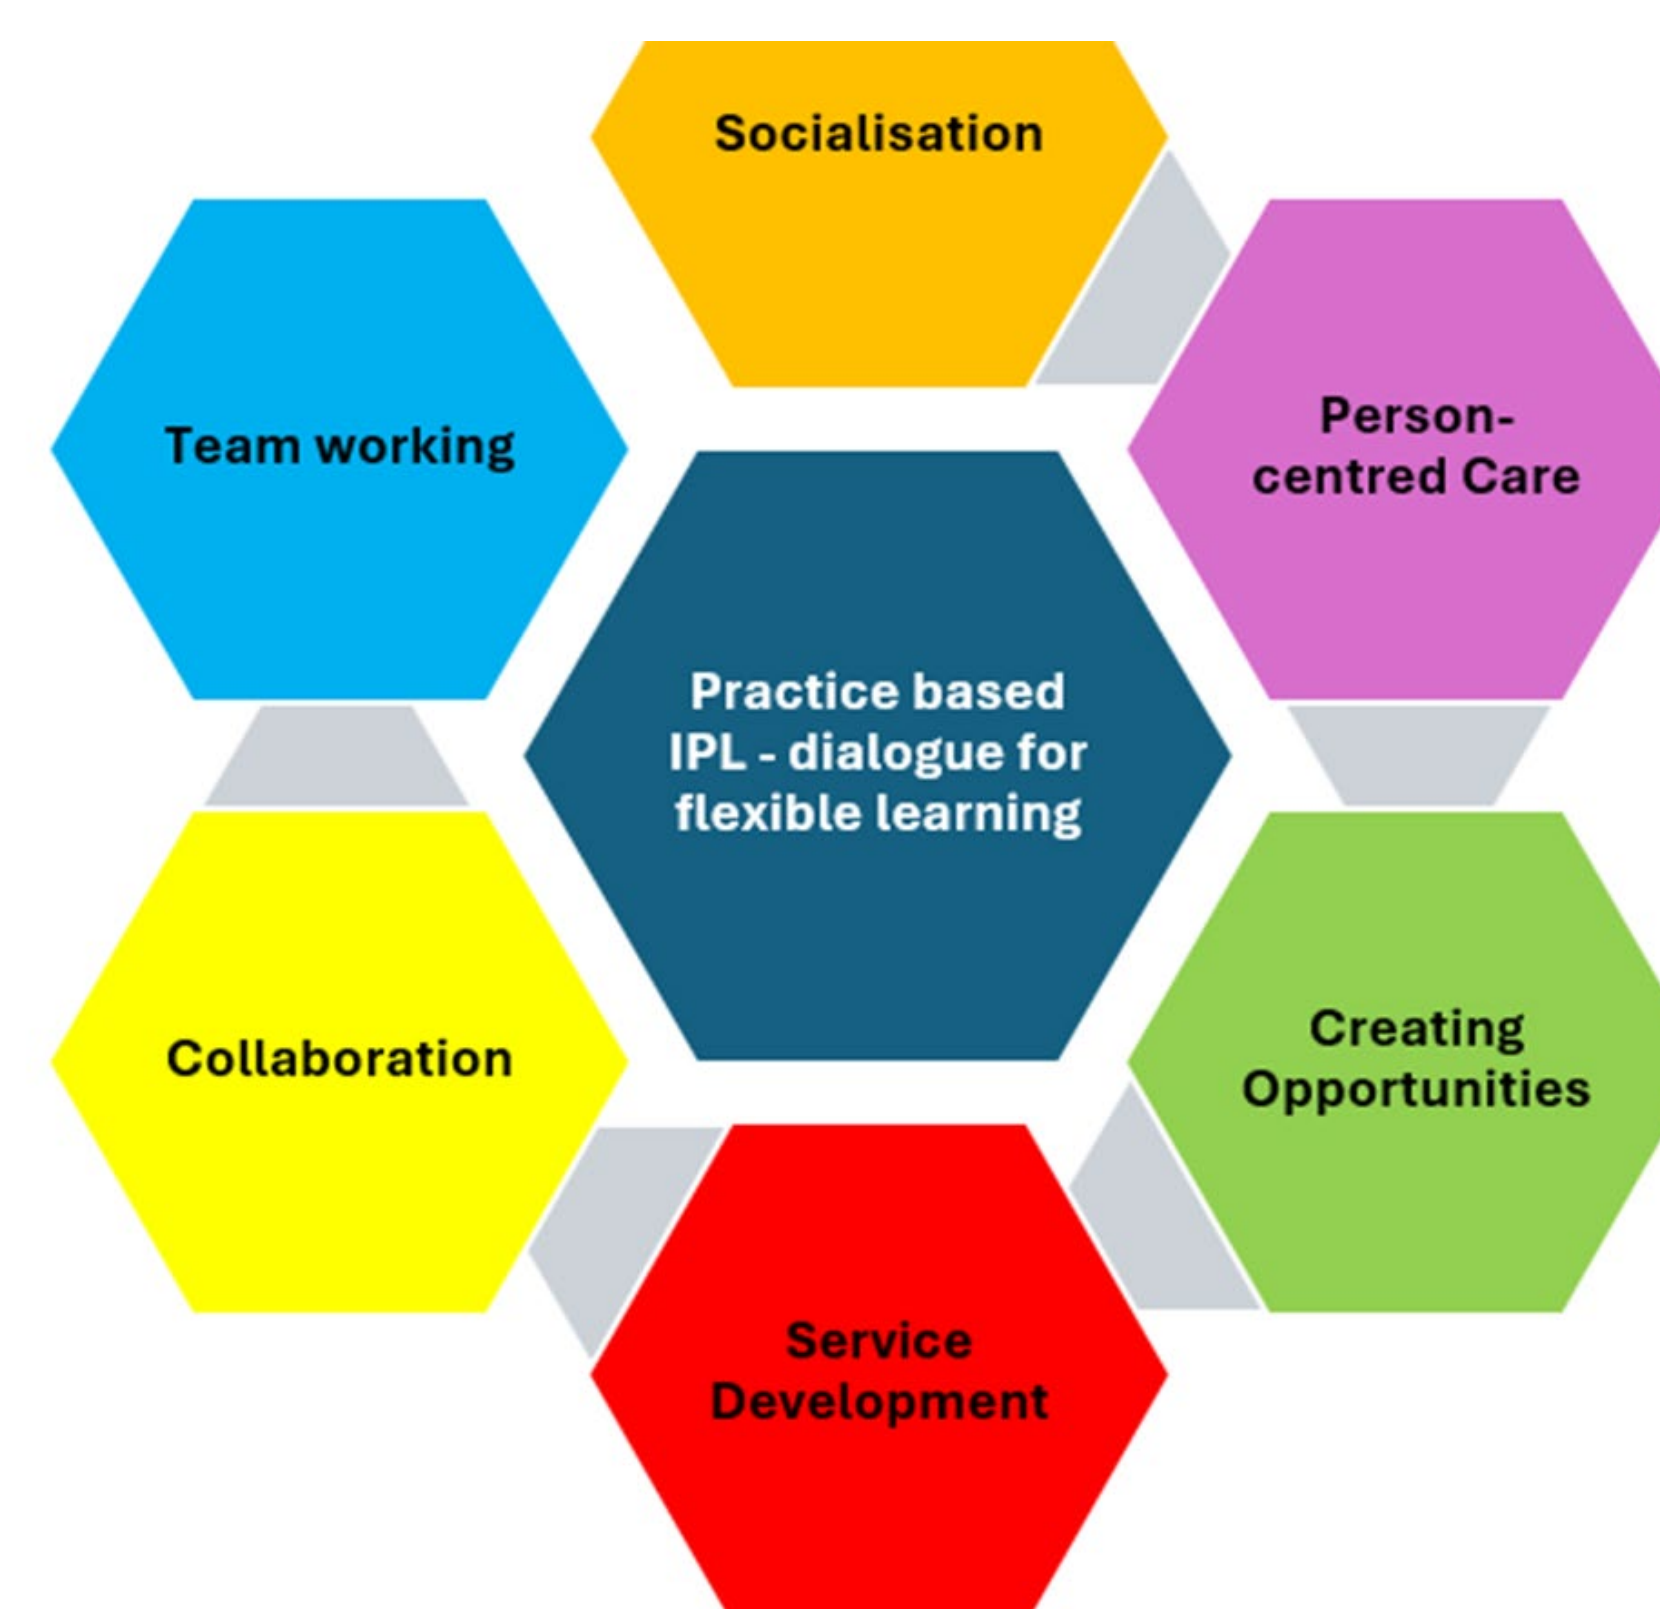 Socialisation
Team working
Person-
centred Care
Practice based
IPL - dialogue for
flexible learning
Collaboration
Creating
Opportunities
Service
Development